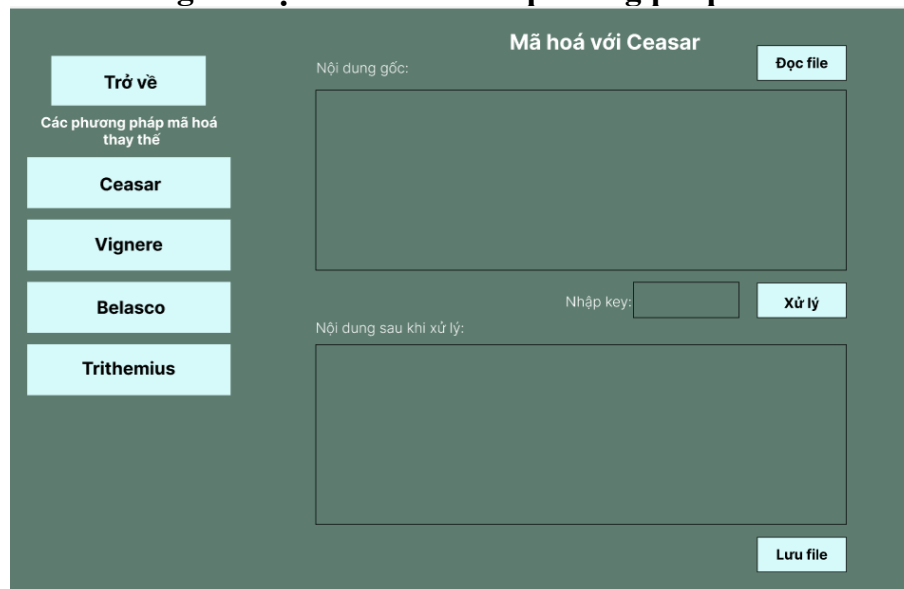 Mã hoá với Ceasar
Trở về
Nội dung gốc:
Đọc file
Các phương pháp mã hoá
thay thế
Ceasar
Vignere
Belasco
Trithemius
Nhập key:
Xử lý
Nội dung sau khi xử lý:
Lưu file